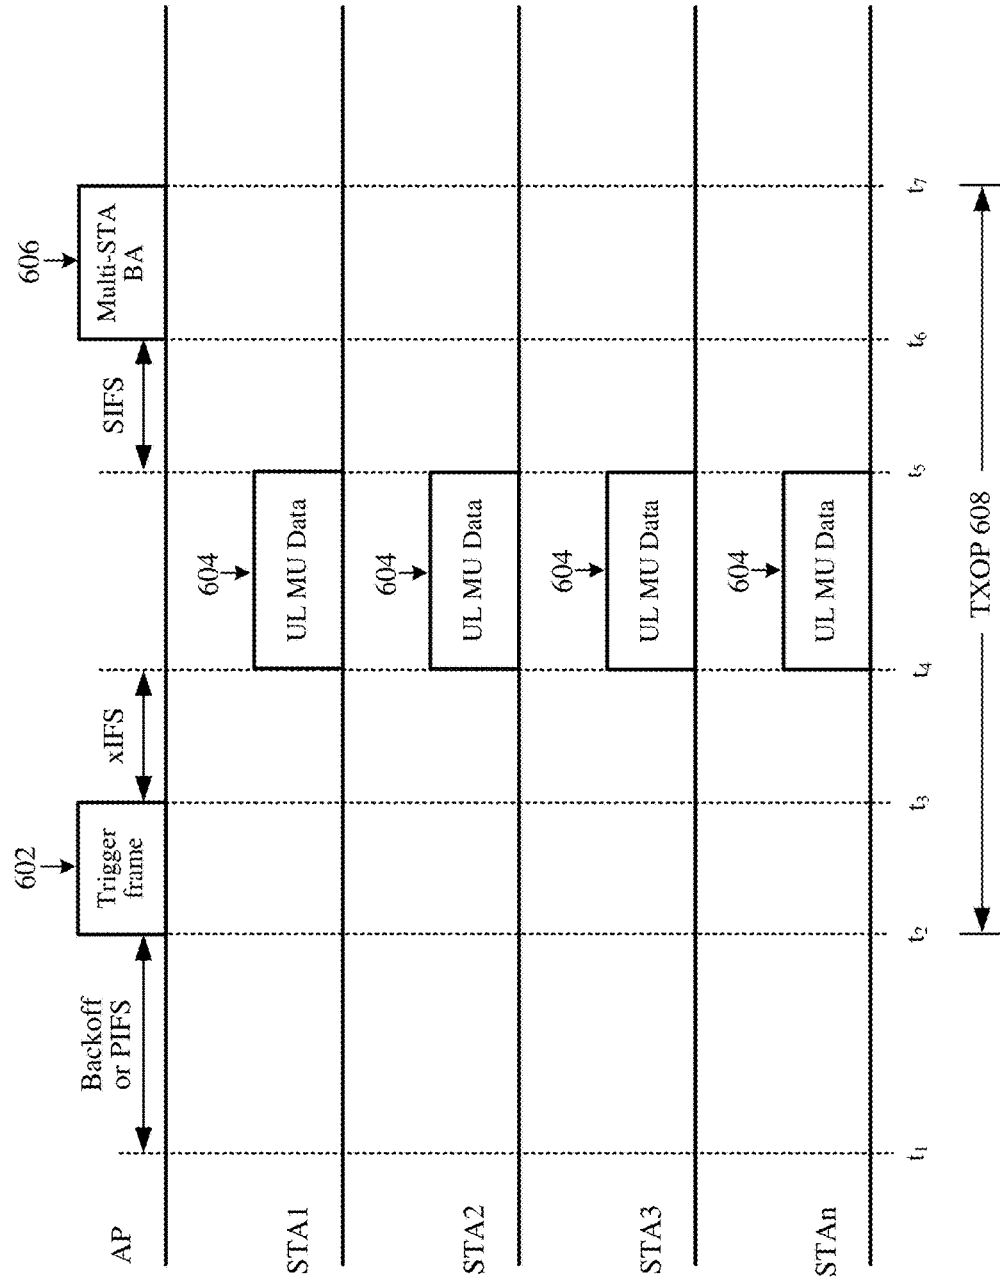 AP
Backoff
or PIFS
602
Trigger
frame
xIFS
SIFS
606
Multi-STA
BA
STA1
604
UL MU Data
STA2
604
UL MU Data
STA3
604
UL MU Data
STAn
604
UL MU Data
t1
t2
t3
t4
t5
t6
t7
TXOP 608